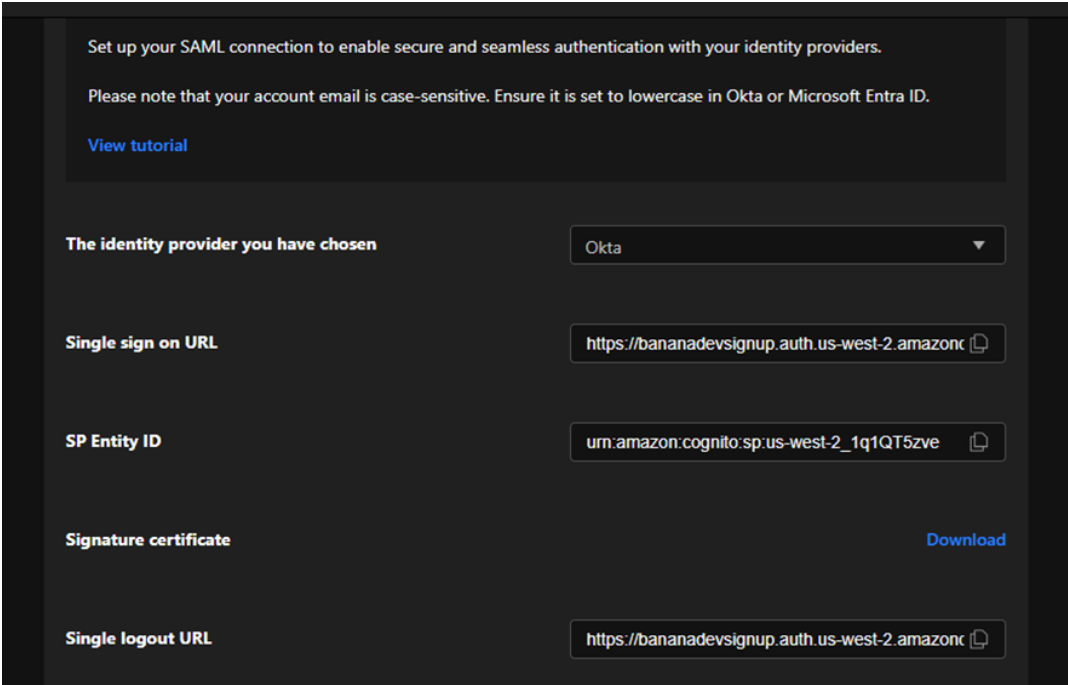 Set up your SAML connection to enable secure and seamless authentication with your identity providers.
Please note that your account email is case-sensitive. Ensure it is set to lowercase in Okta or Microsoft Entra ID.
View tutorial
The identity provider you have chosen
Okta
Single sign on URL
https://bananadevsignup.auth.us-west-2.amazonc
SP Entity ID
urn:amazon:cognito:sp:us-west-2_1q1QT5zve
Signature certificate
Download
Single logout URL
https://bananadevsignup.auth.us-west-2.amazonc